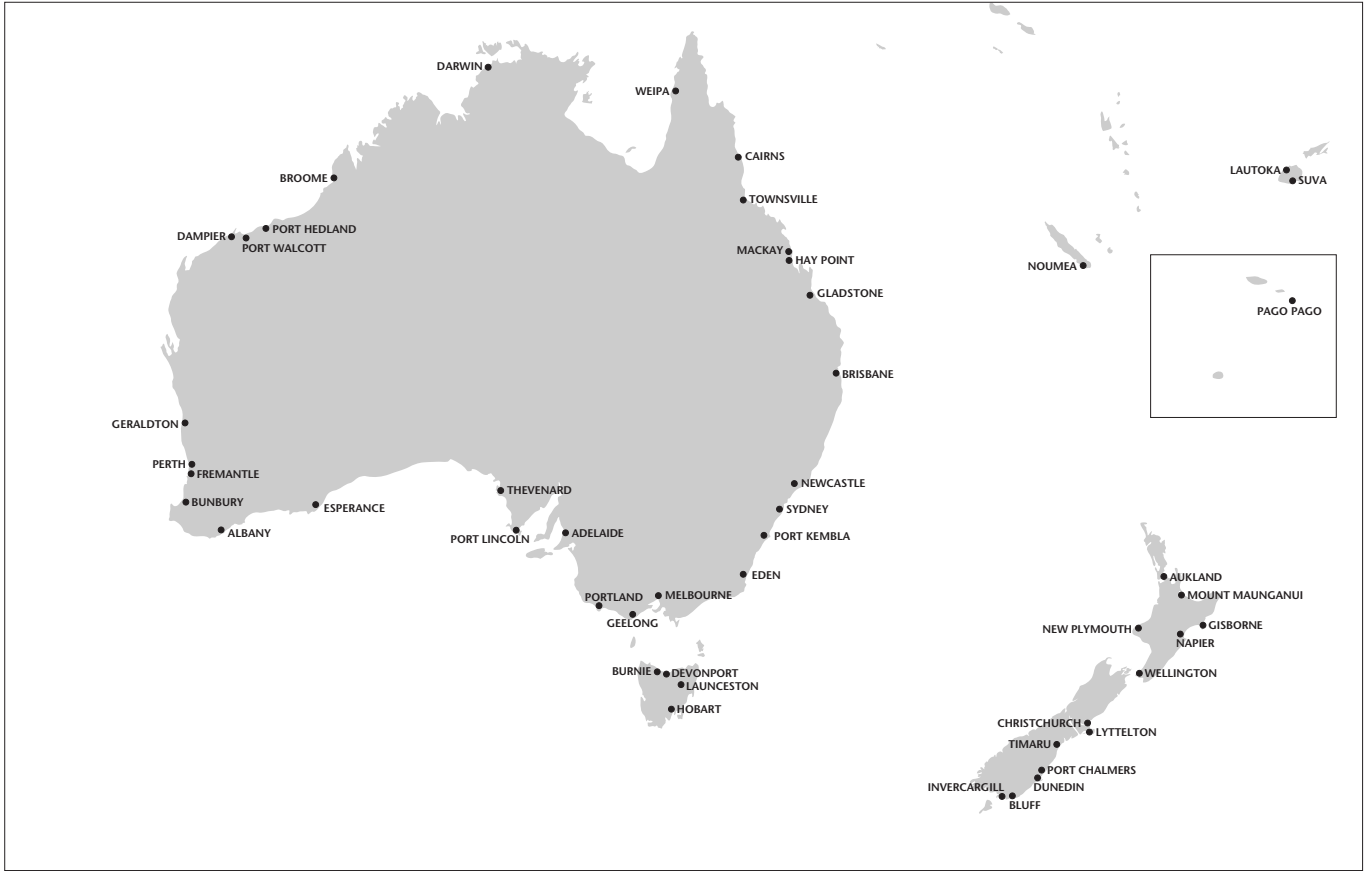 DARWIN
WEIPA
CAIRNS
BROOME
LAUTOKA
SUVA
TOWNSVILLE
PORT HEDLAND
DAMPIER
PORT WALCOTT
MACKAY
HAY POINT
NOUMEA
GLADSTONE
PAGO PAGO
BRISBANE
GERALDTON
PERTH
FREMANTLE
NEWCASTLE
THEVENARD
BUNBURY
ESPERANCE
SYDNEY
ALBANY
PORT LINCOLN
ADELAIDE
PORT KEMBLA
EDEN
AUKLAND
PORTLAND
MELBOURNE
MOUNT MAUNGANUI
GEELONG
NEW PLYMOUTH
GISBORNE
NAPIER
BURNIE
DEVONPORT
WELLINGTON
LAUNCESTON
HOBART
CHRISTCHURCH
LYTTELTON
TIMARU
PORT CHALMERS
INVERCARGILL
DUNEDIN
BLUFF